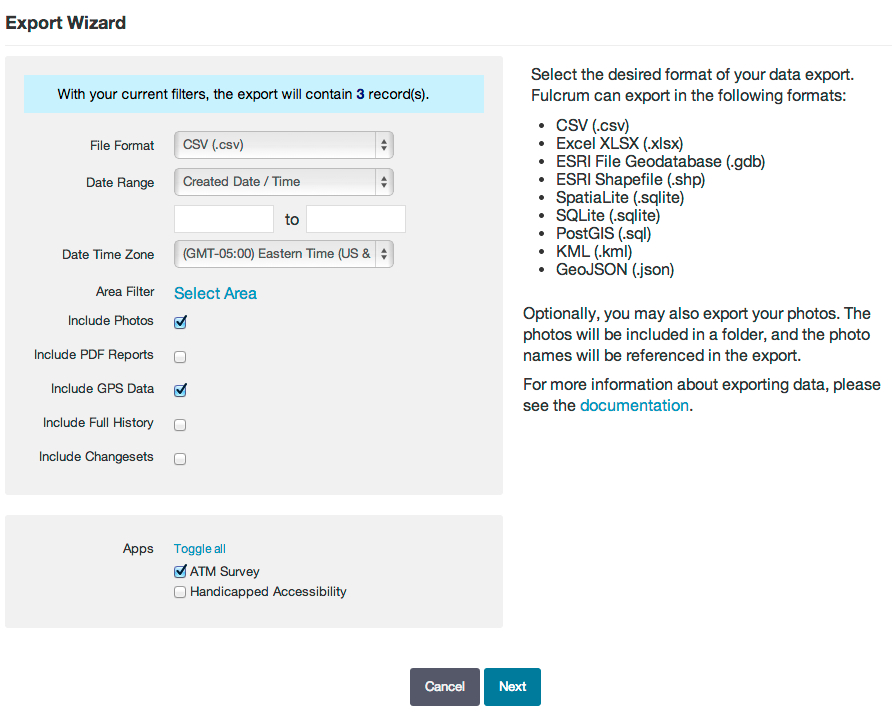 Export Wizard
With your current filters, the export will contain 3 record(s).
File Format CSV (.csv)
Date Range Created Date / Time
to
Date Time Zone (GMT-05:00) Eastern Time (US &
Area Filter Select Area
Include Photos
Include PDF Reports
Include GPS Data
Include Full History
Include Changesets
Apps Toggle all
ATM Survey
Handicapped Accessibility
Select the desired format of your data export.
Fulcrum can export in the following formats:
• CSV (.csv)
• Excel XLSX (.xlsx)
• ESRI File Geodatabase (.gdb)
• ESRI Shapefile (.shp)
• SpatiaLite (.sqlite)
• SQLite (.sqlite)
• PostGIS (.sql)
• KML (.kml)
• GeoJSON (.json)
Optionally, you may also export your photos. The
photos will be included in a folder, and the photo
names will be referenced in the export.
For more information about exporting data, please
see the documentation.
Cancel Next